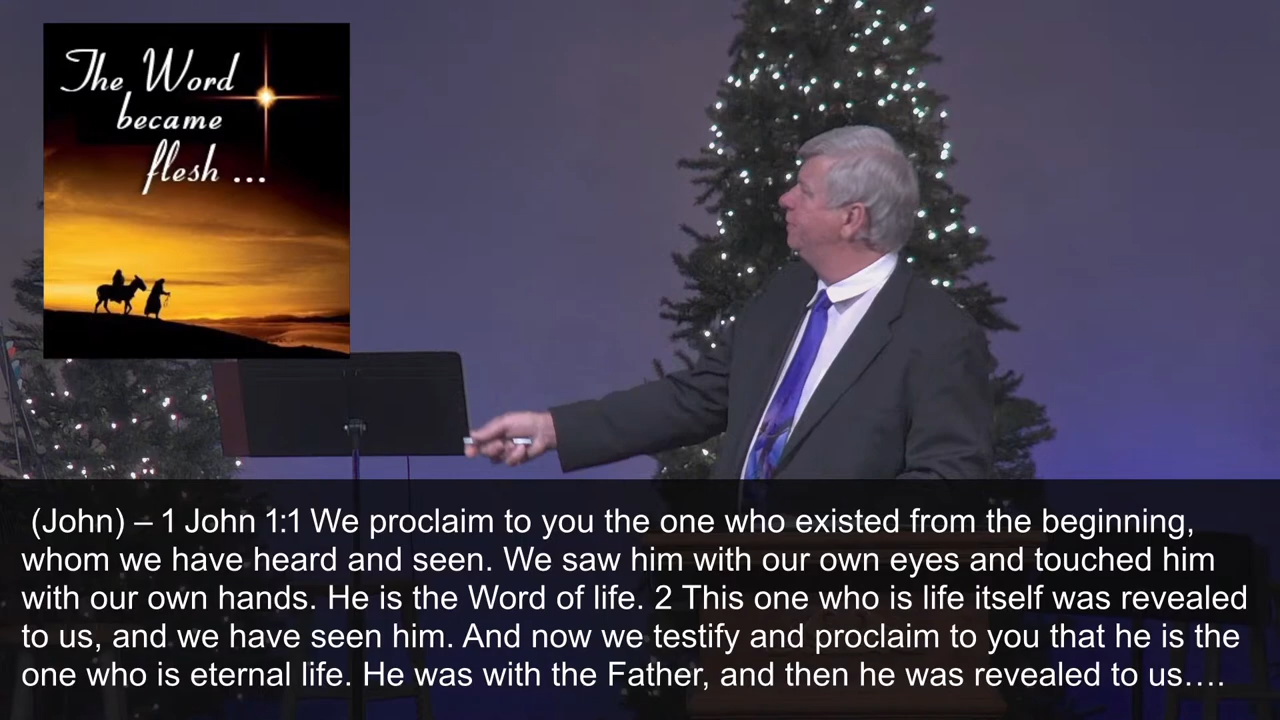 The Word
became
flesh ...
(John) – 1 John 1:1 We proclaim to you the one who existed from the beginning,
whom we have heard and seen. We saw him with our own eyes and touched him
with our own hands. He is the Word of life. 2 This one who is life itself was revealed
to us, and we have seen him. And now we testify and proclaim to you that he is the
one who is eternal life. He was with the Father, and then he was revealed to us….